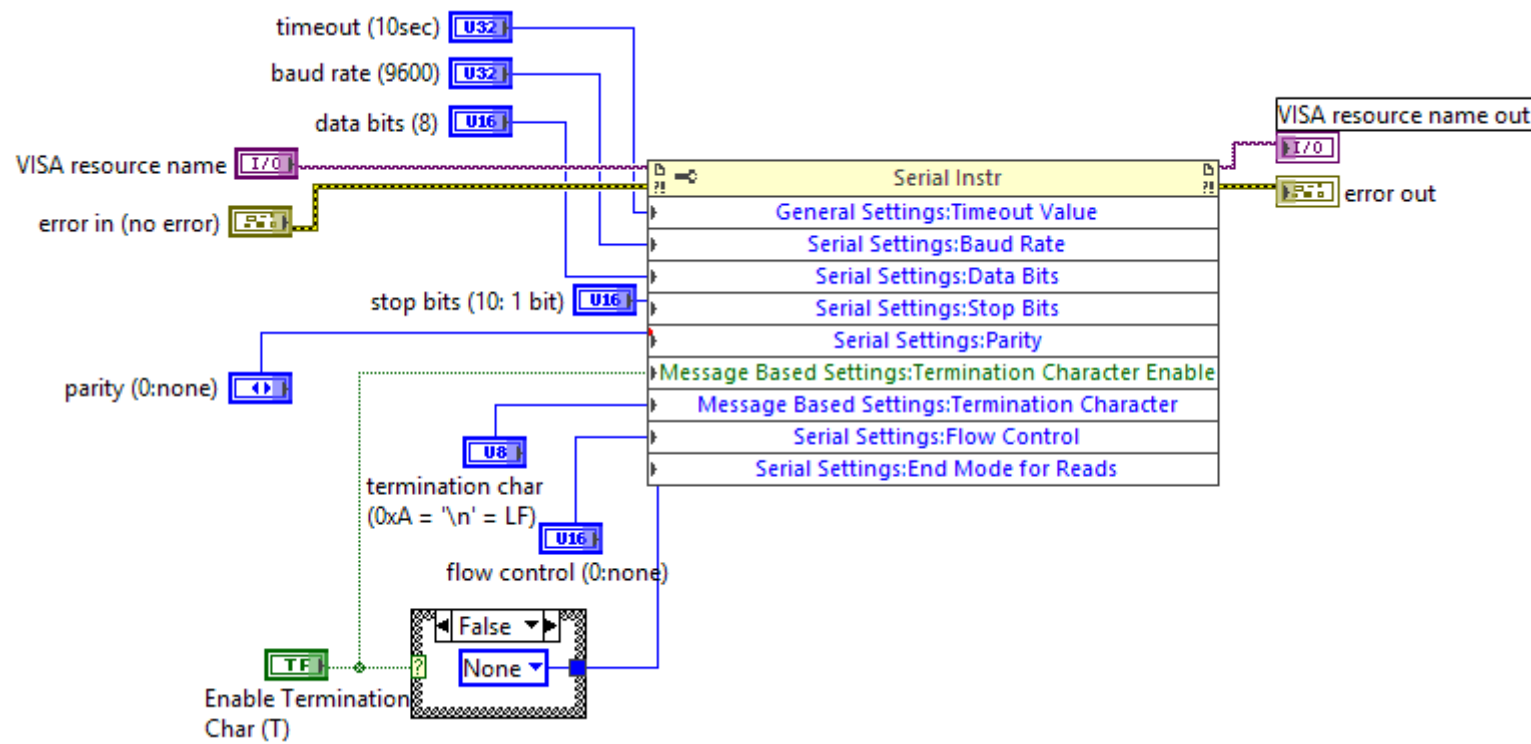 timeout (10sec) U32
baud rate (9600) U32
data bits (8) U16
VISA resource name I/O
error in (no error)
stop bits (10: 1 bit) U16
parity (0:none)
?! Serial Instr ?!
General Settings:Timeout Value
Serial Settings:Baud Rate
Serial Settings:Data Bits
Serial Settings:Stop Bits
Serial Settings:Parity
Message Based Settings:Termination Character Enable
Message Based Settings:Termination Character
Serial Settings:Flow Control
Serial Settings:End Mode for Reads
VISA resource name out
I/O
error out
U8
termination char
(0xA = '\n' = LF)
U16
flow control (0:none)
False
TF
?
None
Enable Termination
Char (T)